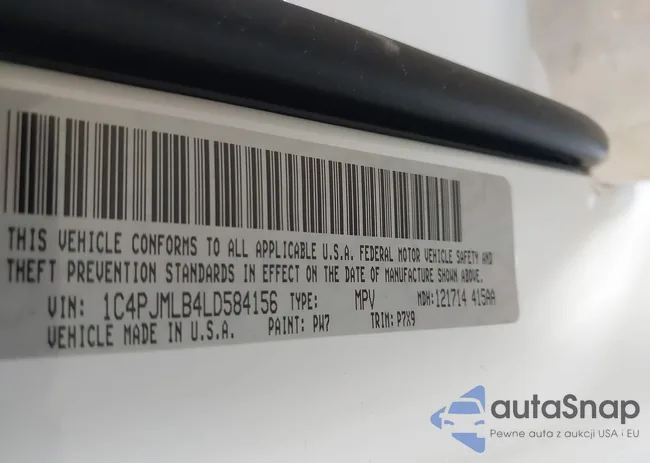 THIS VEHICLE CONFORMS TO ALL APPLICABLE U.S.A. FEDERAL MOTOR VEHICLE SAFETY AND
THEFT PREVENTION STANDARDS IN EFFECT ON THE DATE OF MANUFACTURE SHOWN ABOVE.
VIN: 1C4PJMLB4LD584156 TYPE: MPV MDH:121714 415AA
VEHICLE MADE IN U.S.A. PAINT: PW7 TRIM: P7X9
autaSnap
Pewne auta z aukcji USA i EU